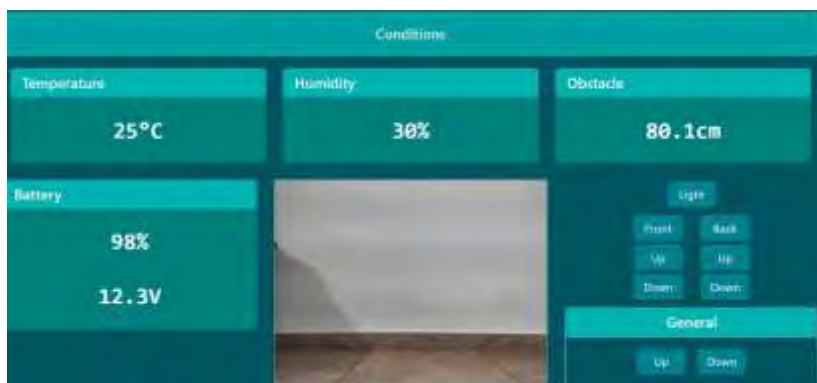 Conditions
Temperature Humidity Obstacle
25°C 30% 80.1cm
Battery
98%
12.3V
Light
Front Back
Up Up
Down Down
General
Up Down